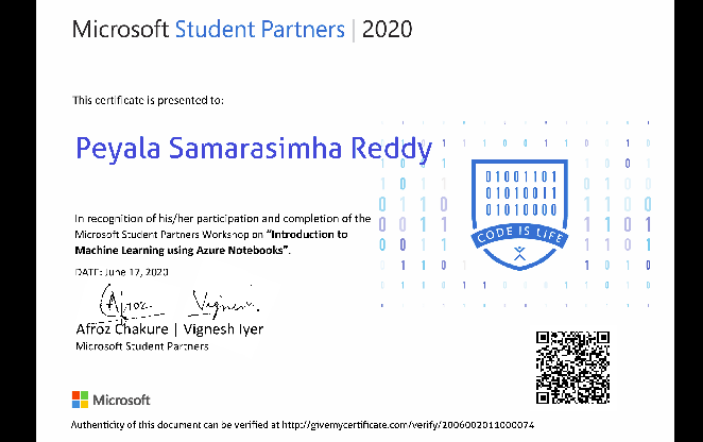 Microsoft Student Partners | 2020
This certificate is presented to:
Peyala Samarasimha Reddy
01001101
01010011
01010000
CODE IS LIFE
In recognition of his/her participation and completion of the
Microsoft Student Partners Workshop on "Introduction to
Machine Learning using Azure Notebooks".
DATE: June 17, 2020
Afroz Vignesh
Afroz Chakure | Vignesh Iyer
Microsoft Student Partners
Microsoft
Authenticity of this document can be verified at http://givemycertificate.com/verify/2006002011000074